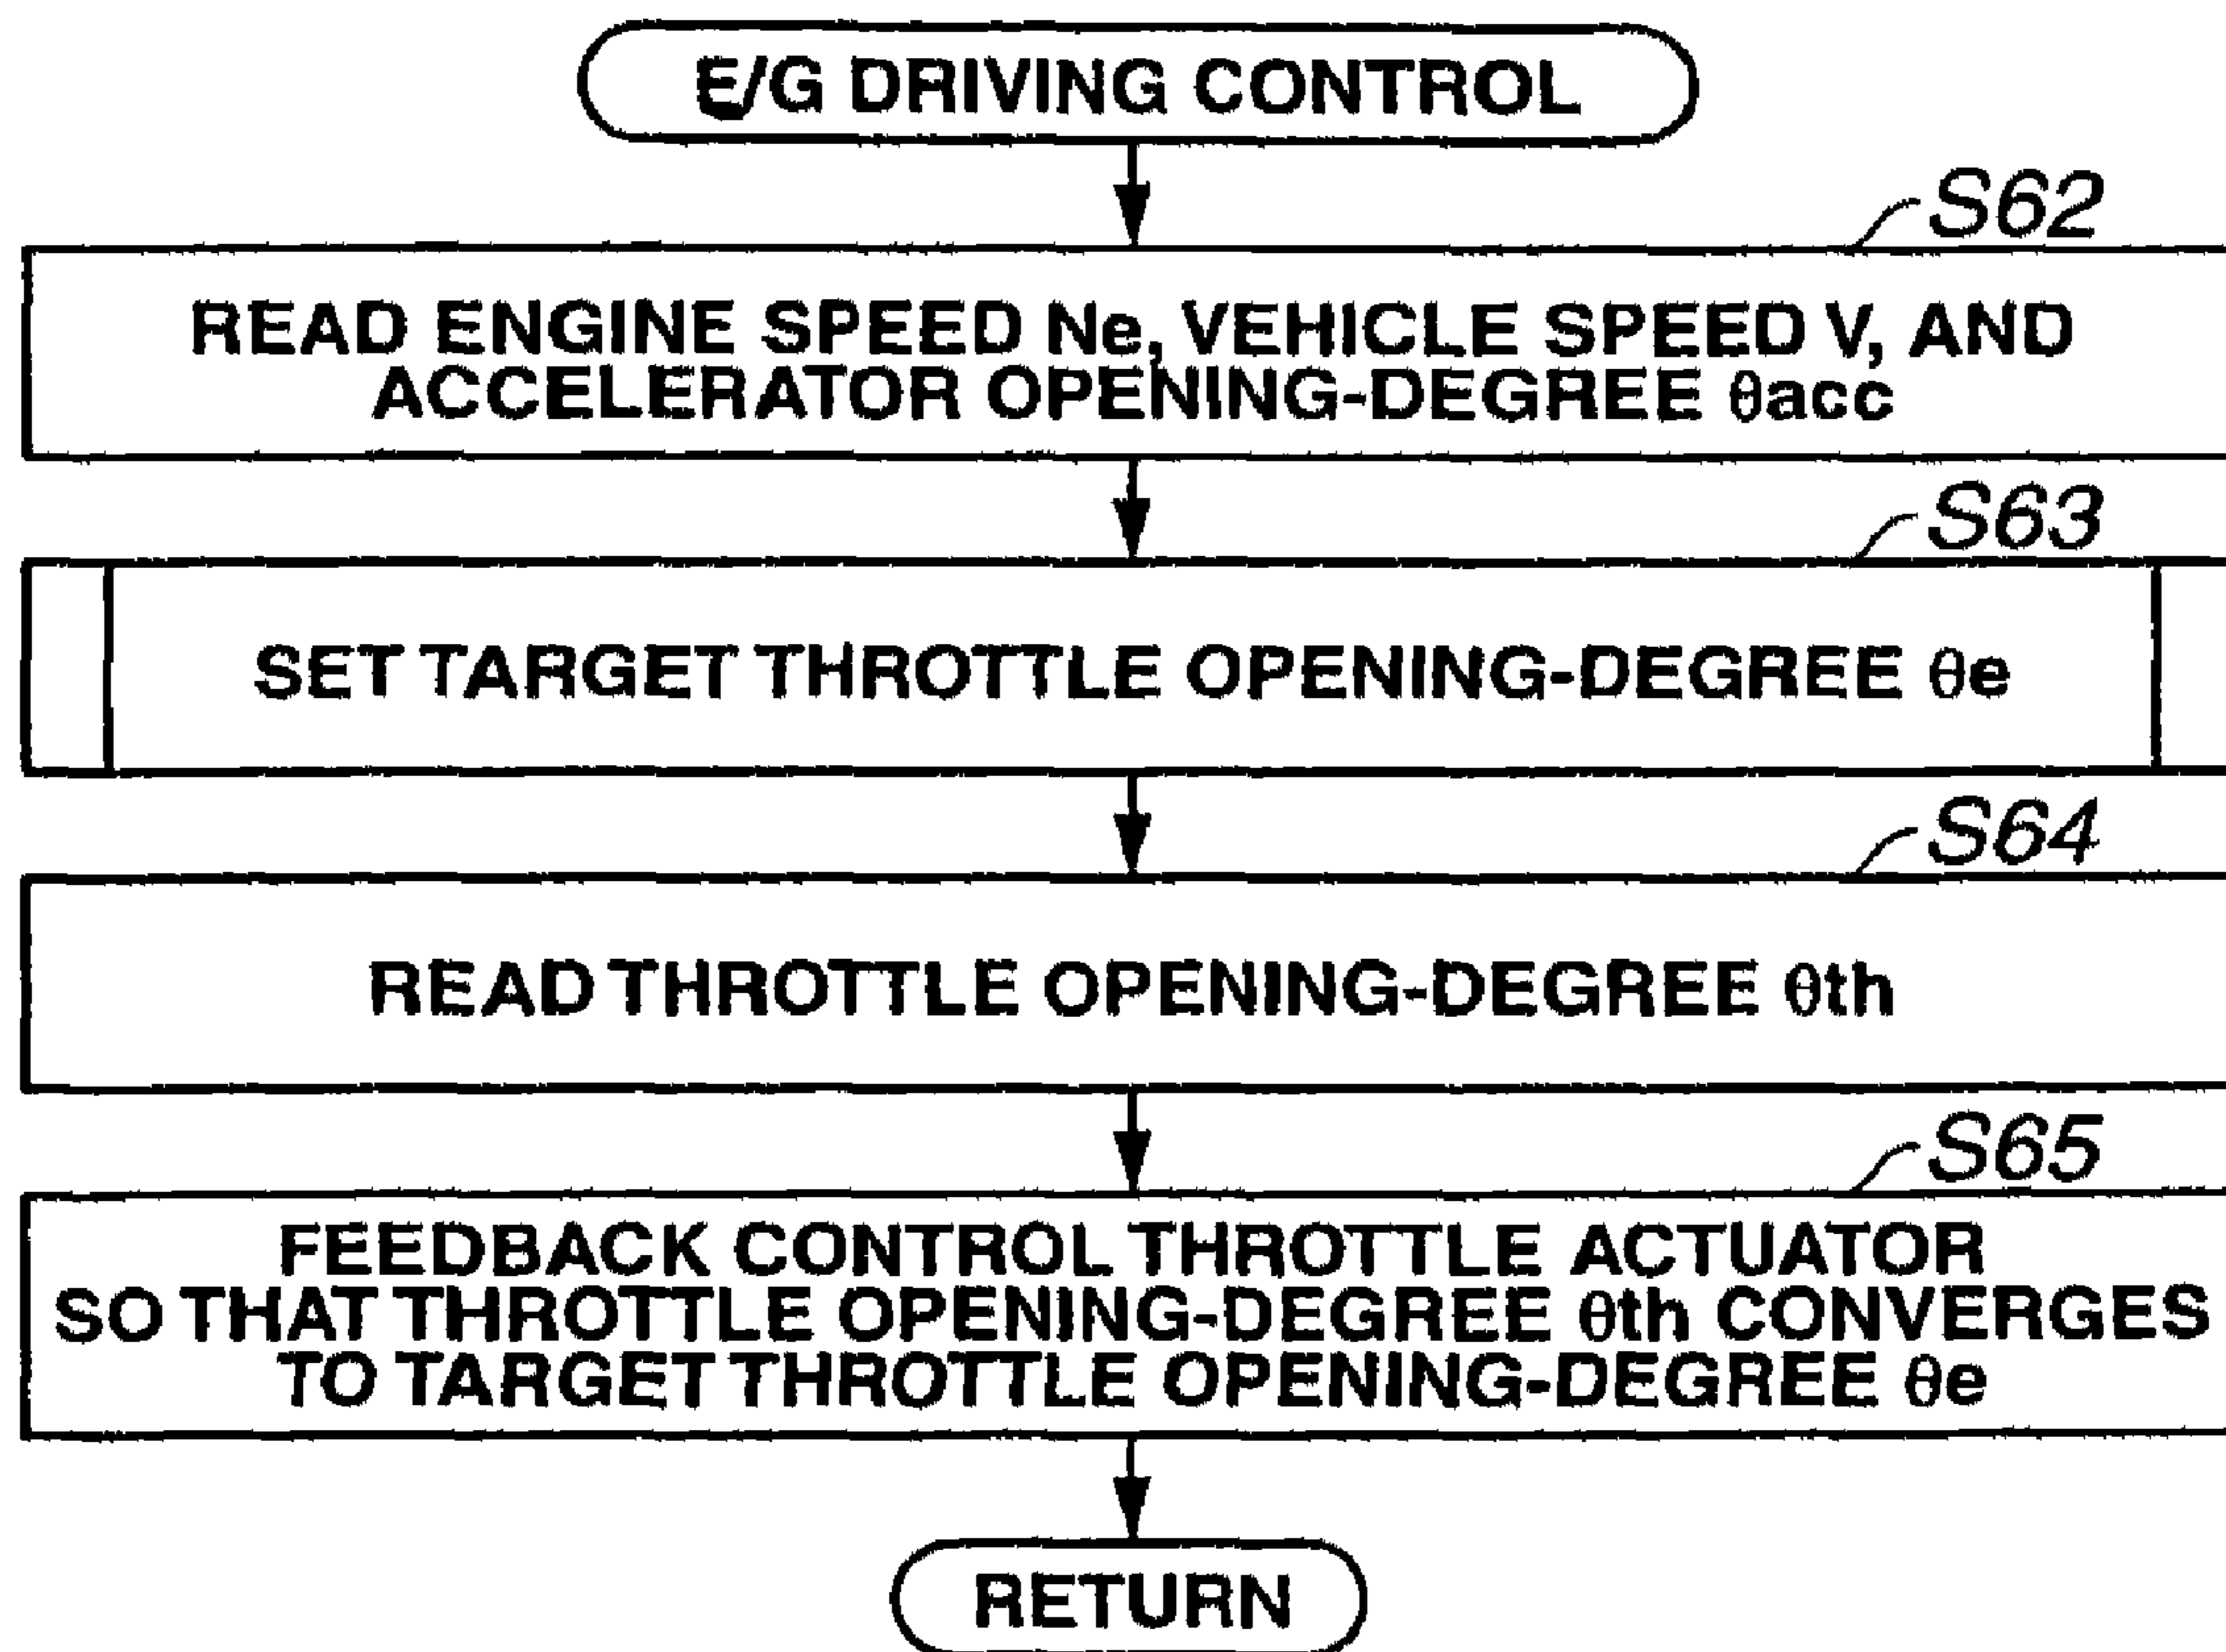 E/G DRIVING CONTROL
S62
READ ENGINE SPEED Ne, VEHICLE SPEED V, AND
ACCELERATOR OPENING-DEGREE θacc
S63
SET TARGET THROTTLE OPENING-DEGREE θe
S64
READ THROTTLE OPENING-DEGREE θth
S65
FEEDBACK CONTROL THROTTLE ACTUATOR
SO THAT THROTTLE OPENING-DEGREE θth CONVERGES
TO TARGET THROTTLE OPENING-DEGREE θe
RETURN